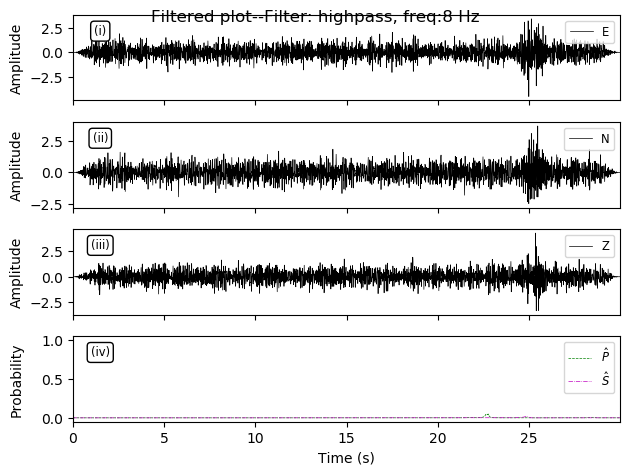 Filtered plot--Filter: highpass, freq:8 Hz
Amplitude
2.5
0.0
−2.5
(i)
E
Amplitude
2.5
0.0
−2.5
(ii)
N
Amplitude
2.5
0.0
−2.5
(iii)
Z
Probability
1.0
0.5
0.0
(iv)
P̂
Ŝ
0 5 10 15 20 25
Time (s)